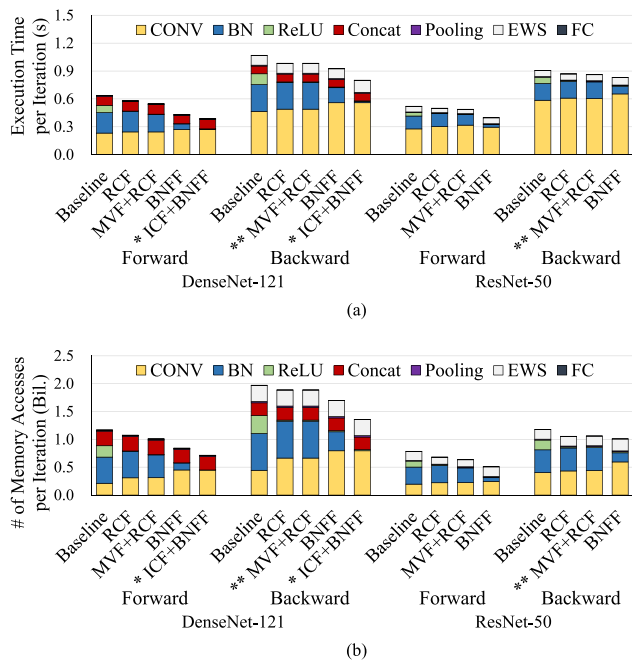 Execution Time
per Iteration (s)
1.5
1.2
0.9
0.6
0.3
0.0
CONV BN ReLU Concat Pooling EWS FC
Baseline RCF MVF+RCF BNFF * ICF+BNFF Baseline RCF ** MVF+RCF BNFF * ICF+BNFF Baseline RCF MVF+RCF BNFF Baseline RCF ** MVF+RCF BNFF
Forward Backward Forward Backward
DenseNet-121 ResNet-50
(a)
# of Memory Accesses
per Iteration (Bil.)
2.5
2.0
1.5
1.0
0.5
0.0
CONV BN ReLU Concat Pooling EWS FC
Baseline RCF MVF+RCF BNFF * ICF+BNFF Baseline RCF ** MVF+RCF BNFF * ICF+BNFF Baseline RCF MVF+RCF BNFF Baseline RCF ** MVF+RCF BNFF
Forward Backward Forward Backward
DenseNet-121 ResNet-50
(b)